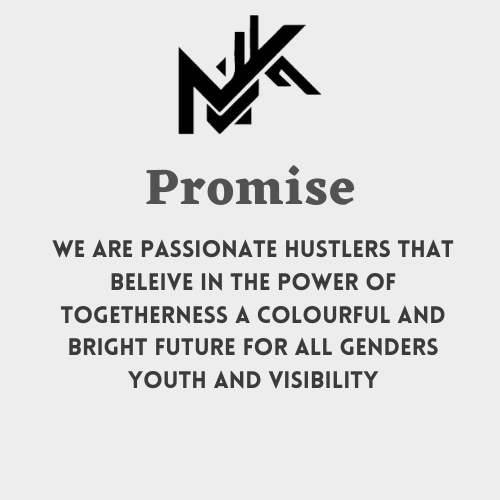 Promise
WE ARE PASSIONATE HUSTLERS THAT
BELEIVE IN THE POWER OF
TOGETHERNESS A COLOURFUL AND
BRIGHT FUTURE FOR ALL GENDERS
YOUTH AND VISIBILITY